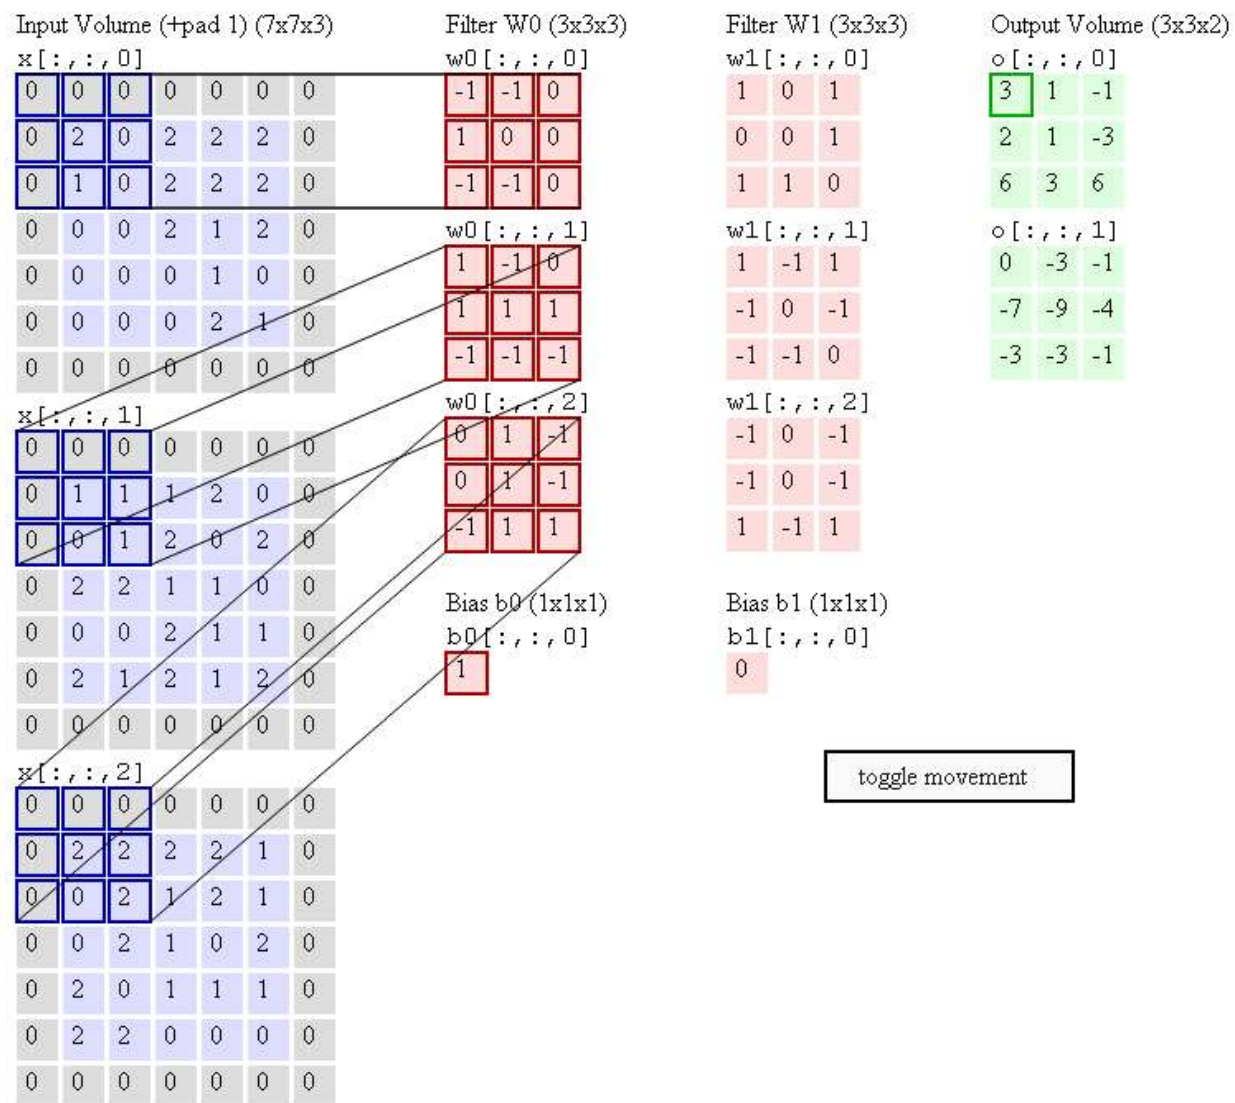 Input Volume (+pad 1) (7x7x3)
x[:,:,0]
0 0 0 0 0 0 0
0 2 0 2 2 2 0
0 1 0 2 2 2 0
0 0 0 2 1 2 0
0 0 0 0 1 0 0
0 0 0 0 2 1 0
0 0 0 0 0 0 0
x[:,:,1]
0 0 0 0 0 0 0
0 1 1 1 2 0 0
0 0 1 2 0 2 0
0 2 2 1 1 0 0
0 0 0 2 1 1 0
0 2 1 2 1 2 0
0 0 0 0 0 0 0
x[:,:,2]
0 0 0 0 0 0 0
0 2 2 2 2 1 0
0 0 2 1 2 1 0
0 0 2 1 0 2 0
0 2 0 1 1 1 0
0 2 2 0 0 0 0
0 0 0 0 0 0 0
Filter W0 (3x3x3)
w0[:,:,0]
-1 -1 0
1 0 0
-1 -1 0
w0[:,:,1]
1 -1 0
1 1 1
-1 -1 -1
w0[:,:,2]
0 1 -1
0 1 -1
-1 1 1
Bias b0 (1x1x1)
b0[:,:,0]
1
Filter W1 (3x3x3)
w1[:,:,0]
1 0 1
0 0 1
1 1 0
w1[:,:,1]
1 -1 1
-1 0 -1
-1 -1 0
w1[:,:,2]
-1 0 -1
-1 0 -1
1 -1 1
Bias b1 (1x1x1)
b1[:,:,0]
0
Output Volume (3x3x2)
o[:,:,0]
3 1 -1
2 1 -3
6 3 6
o[:,:,1]
0 -3 -1
-7 -9 -4
-3 -3 -1
toggle movement